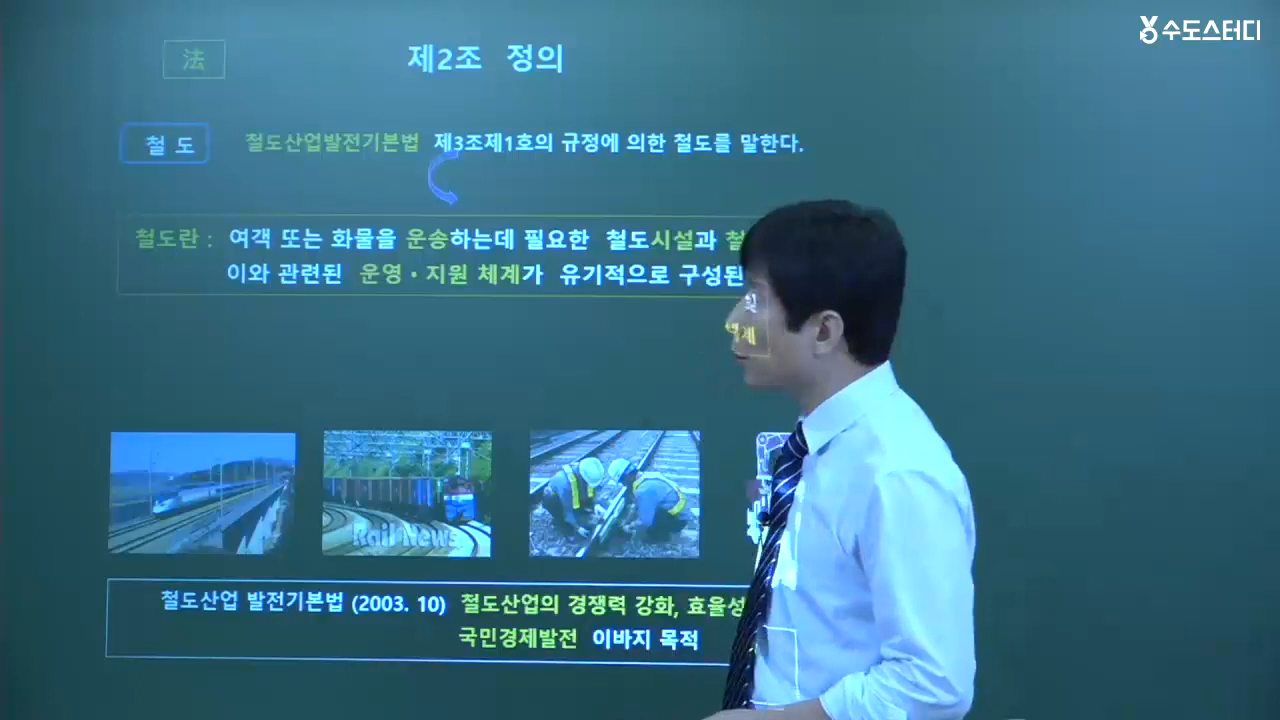 수도스터디
法
제2조 정의
철 도
철도산업발전기본법 제3조제1호의 규정에 의한 철도를 말한다.
철도란 : 여객 또는 화물을 운송하는데 필요한 철도시설과 철
이와 관련된 운영·지원 체계가 유기적으로 구성된
Rail News
철도산업 발전기본법 (2003. 10) 철도산업의 경쟁력 강화, 효율성
국민경제발전 이바지 목적